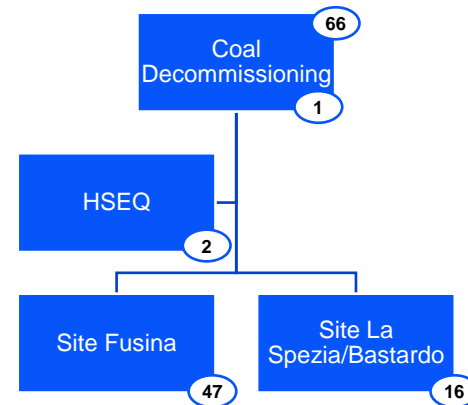 66
Coal
Decommissioning
1
HSEQ
2
Site Fusina
47
Site La
Spezia/Bastardo
16